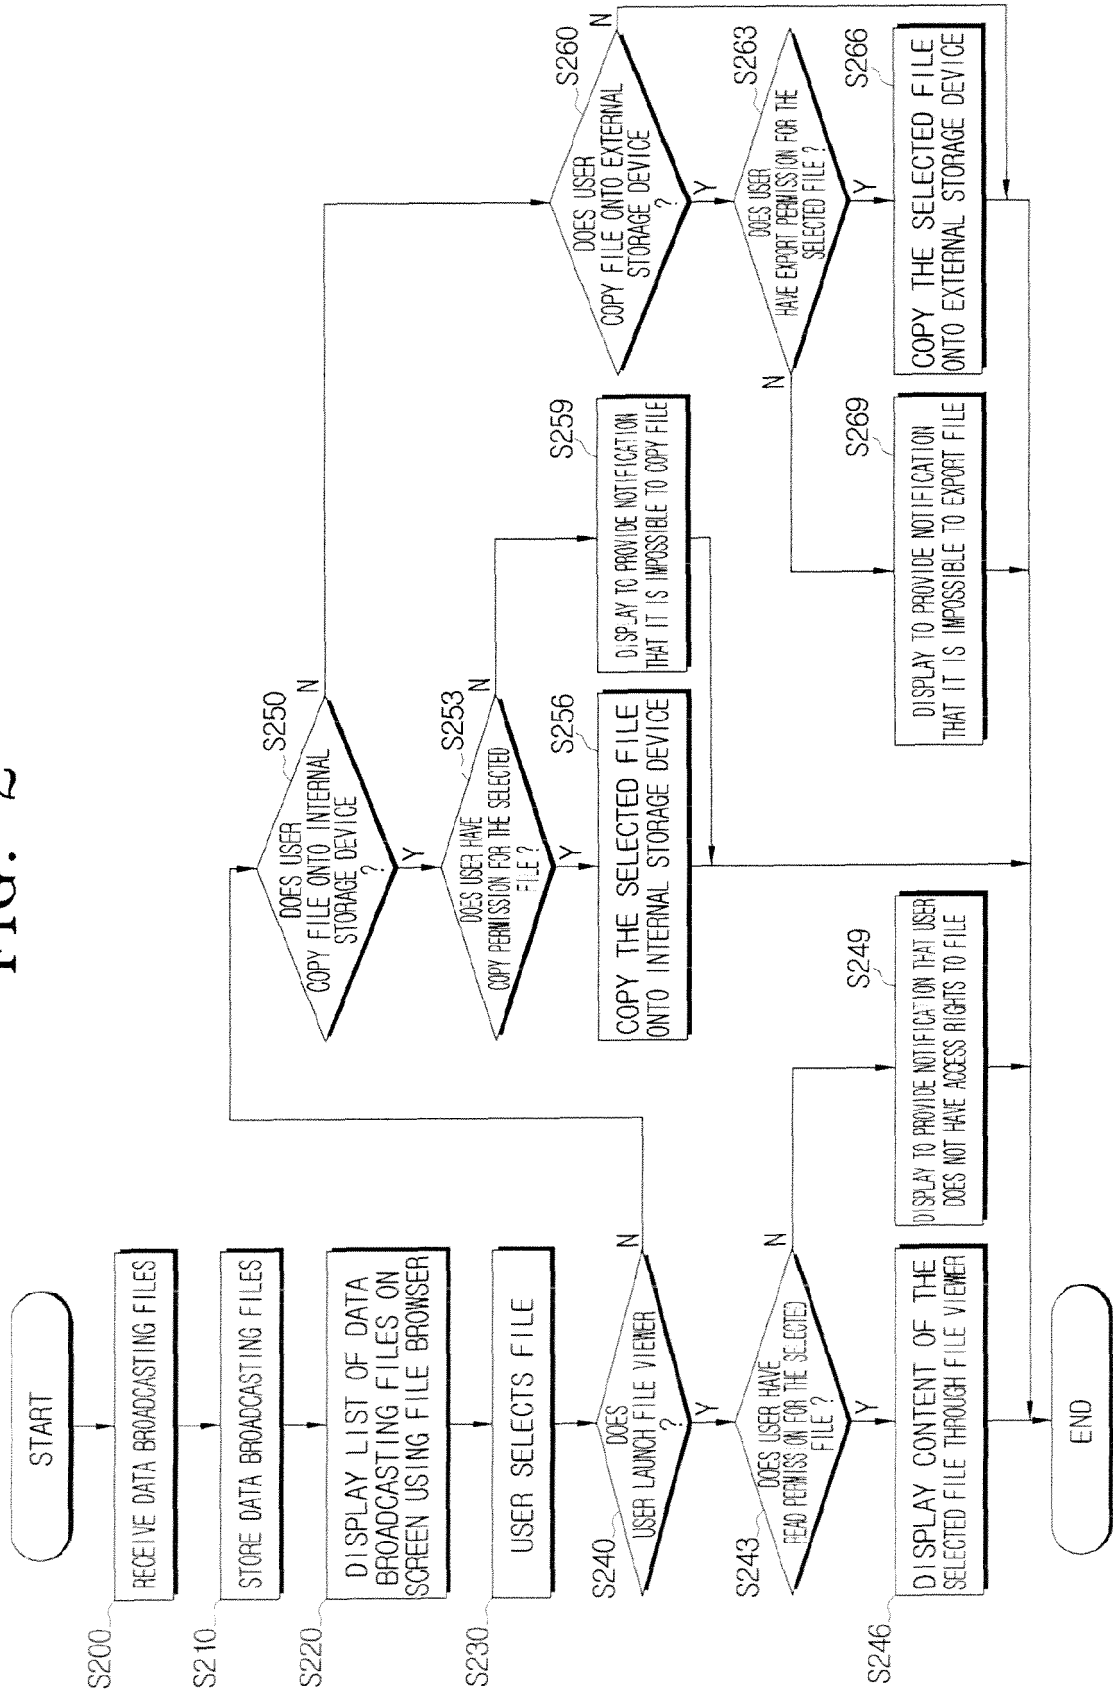 FIG. 2
START
S200
RECEIVE DATA BROADCASTING FILES
S210
STORE DATA BROADCASTING FILES
S220
DISPLAY LIST OF DATA
BROADCASTING FILES ON
SCREEN USING FILE BROWSER
S230
USER SELECTS FILE
S240
DOES
USER LAUNCH FILE VIEWER
?
N
Y
S243
DOES USER HAVE
READ PERMISSION FOR THE SELECTED
FILE ?
N
Y
S246
DISPLAY CONTENT OF THE
SELECTED FILE THROUGH FILE VIEWER
S249
DISPLAY TO PROVIDE NOTIFICATION THAT USER
DOES NOT HAVE ACCESS RIGHTS TO FILE
S250
DOES USER
COPY FILE ONTO INTERNAL
STORAGE DEVICE
?
N
Y
S253
DOES USER HAVE
COPY PERMISSION FOR THE SELECTED
FILE ?
N
Y
S256
COPY THE SELECTED FILE
ONTO INTERNAL STORAGE DEVICE
S259
DISPLAY TO PROVIDE NOTIFICATION
THAT IT IS IMPOSSIBLE TO COPY FILE
S260
DOES USER
COPY FILE ONTO EXTERNAL
STORAGE DEVICE
?
N
Y
S263
DOES USER
HAVE EXPORT PERMISSION FOR THE
SELECTED FILE ?
N
Y
S266
COPY THE SELECTED FILE
ONTO EXTERNAL STORAGE DEVICE
S269
DISPLAY TO PROVIDE NOTIFICATION
THAT IT IS IMPOSSIBLE TO EXPORT FILE
END